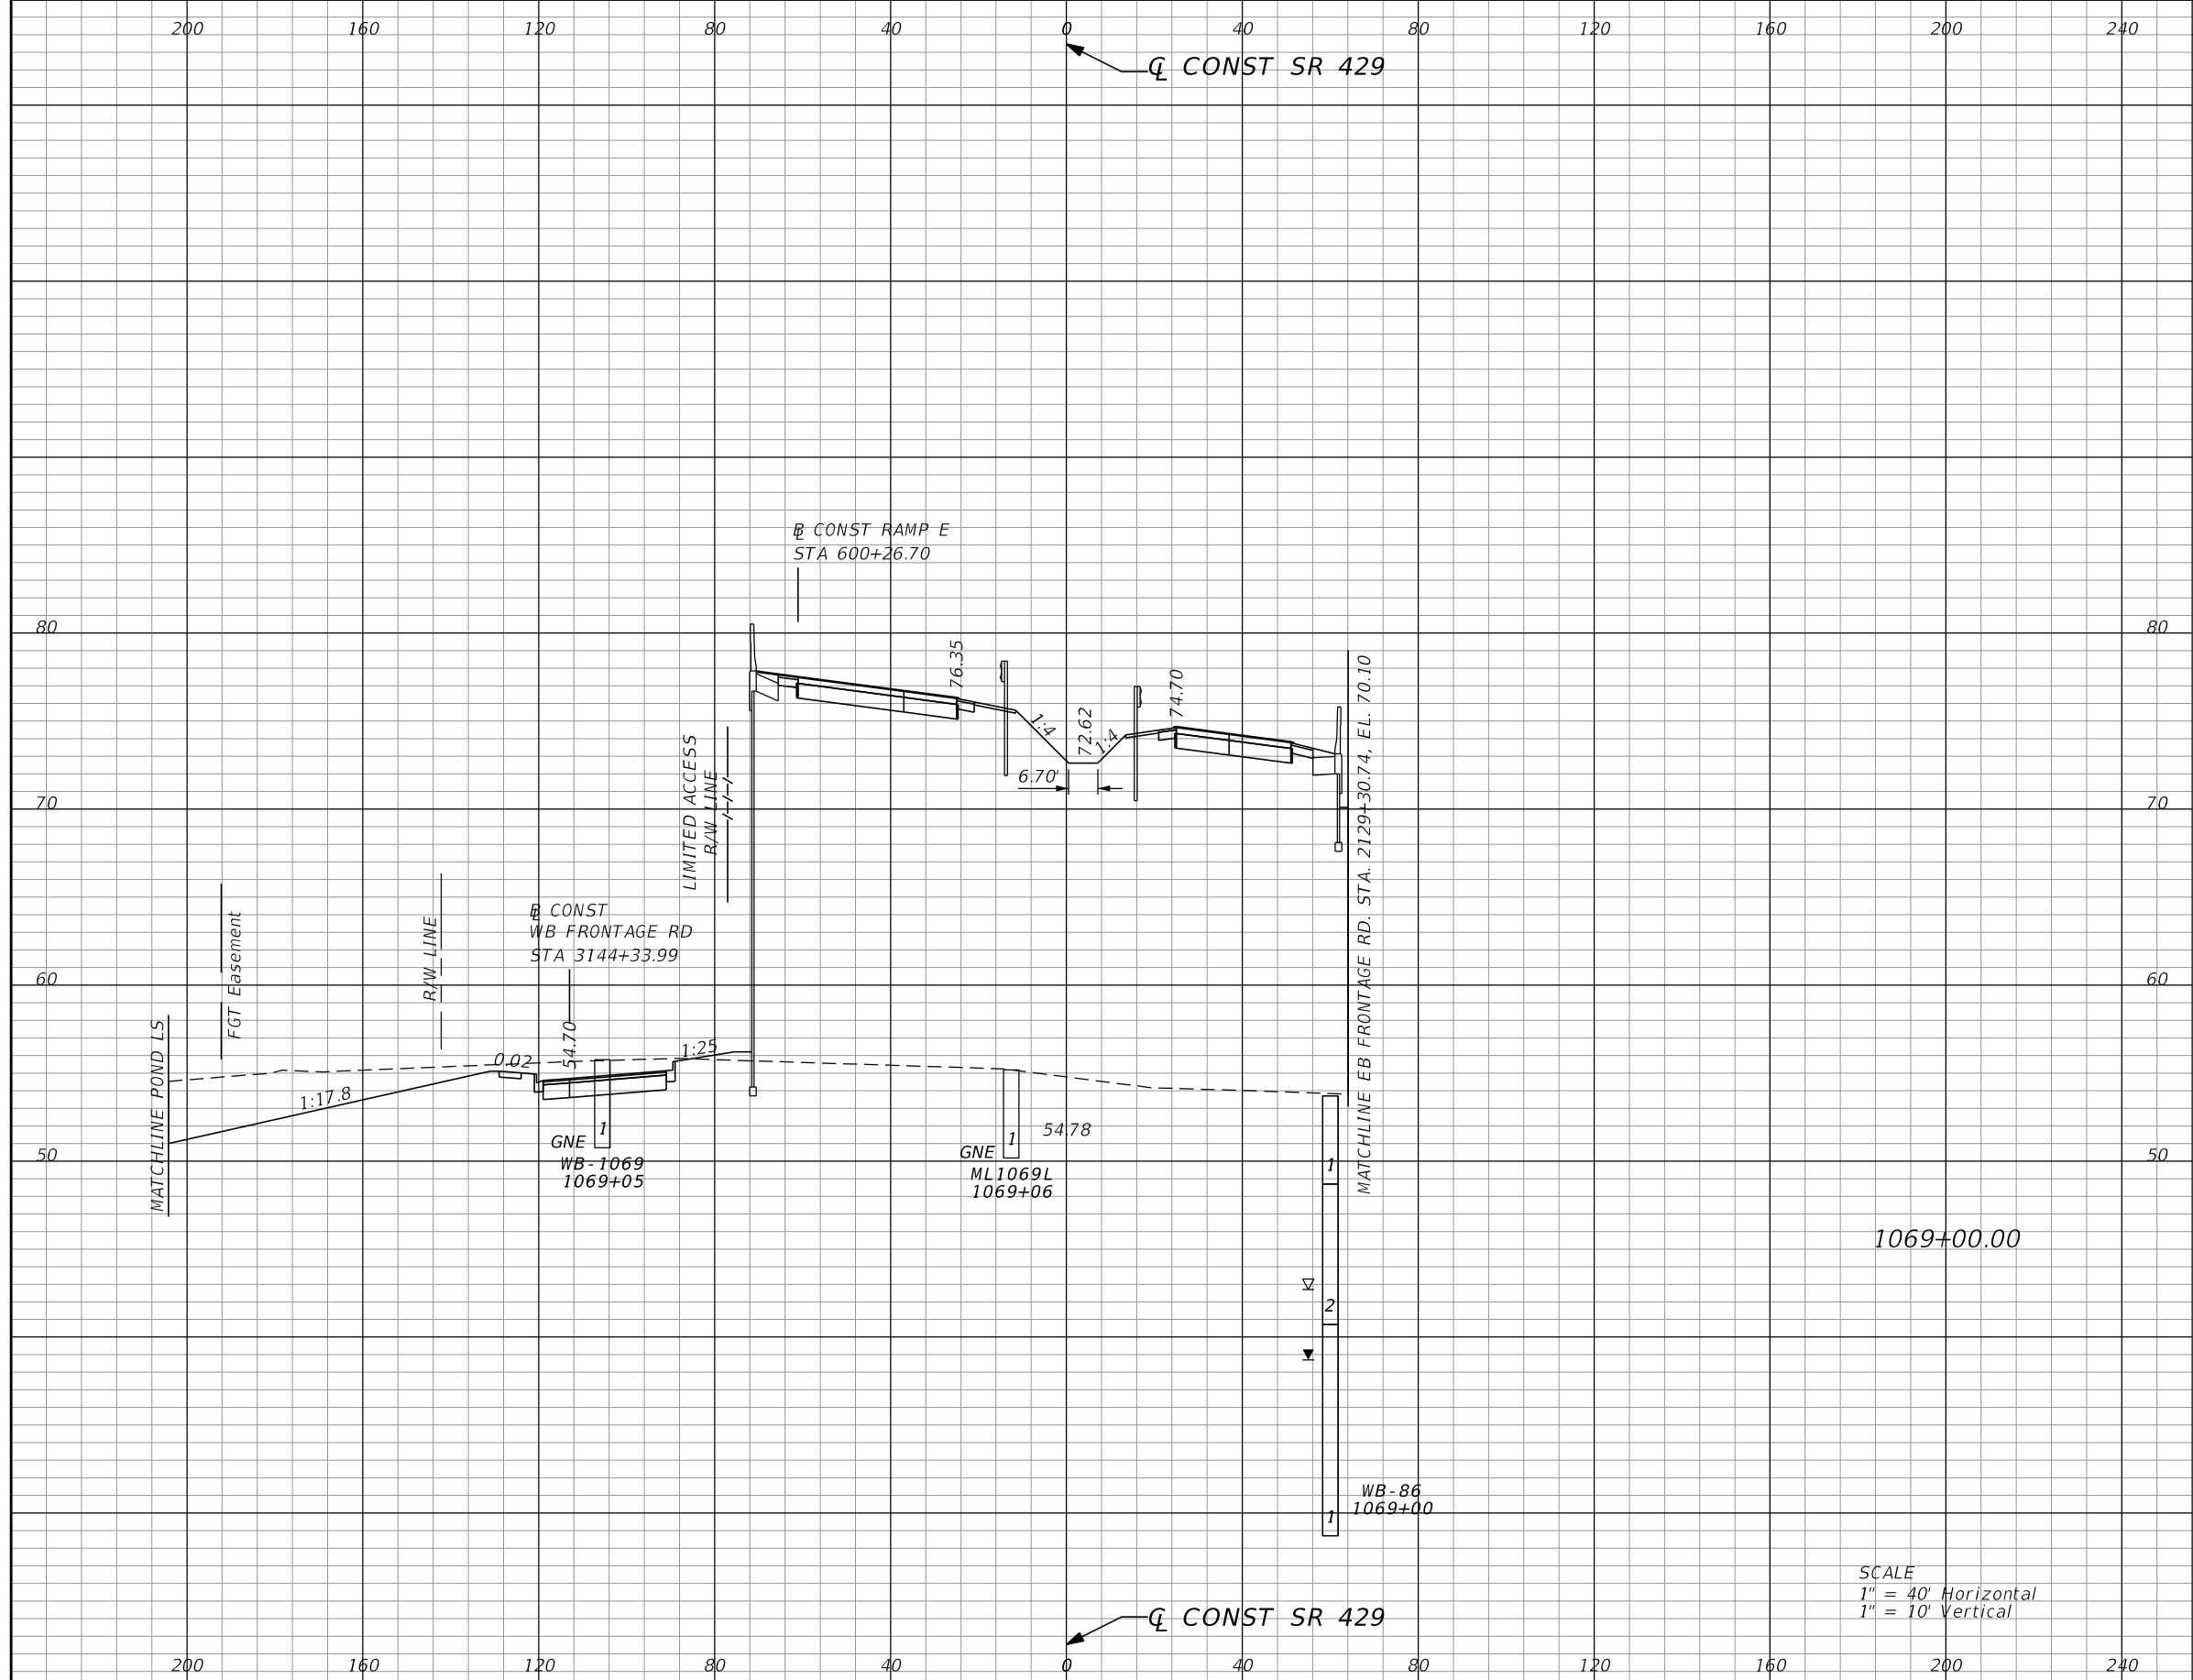 200 160 120 80 40 0 40 80 120 160 200 240
℄ CONST SR 429
℄ CONST RAMP E
STA 600+26.70
80 80
76.35
74.70
72.62
1:4
1:4
6.70'
LIMITED ACCESS
R/W LINE
70 70
MATCHLINE EB FRONTAGE RD. STA. 2129+30.74, EL. 70.10
FGT Easement
R/W LINE
BL CONST
WB FRONTAGE RD
STA 3144+33.99
60 60
MATCHLINE POND LS
0.02
54.70
1:25
1:17.8
1
GNE
WB-1069
1069+05
1
54.78
GNE
ML1069L
1069+06
50 50
1
1069+00.00
2
WB-86
1069+00
1
SCALE
1" = 40' Horizontal
1" = 10' Vertical
℄ CONST SR 429
200 160 120 80 40 0 40 80 120 160 200 240